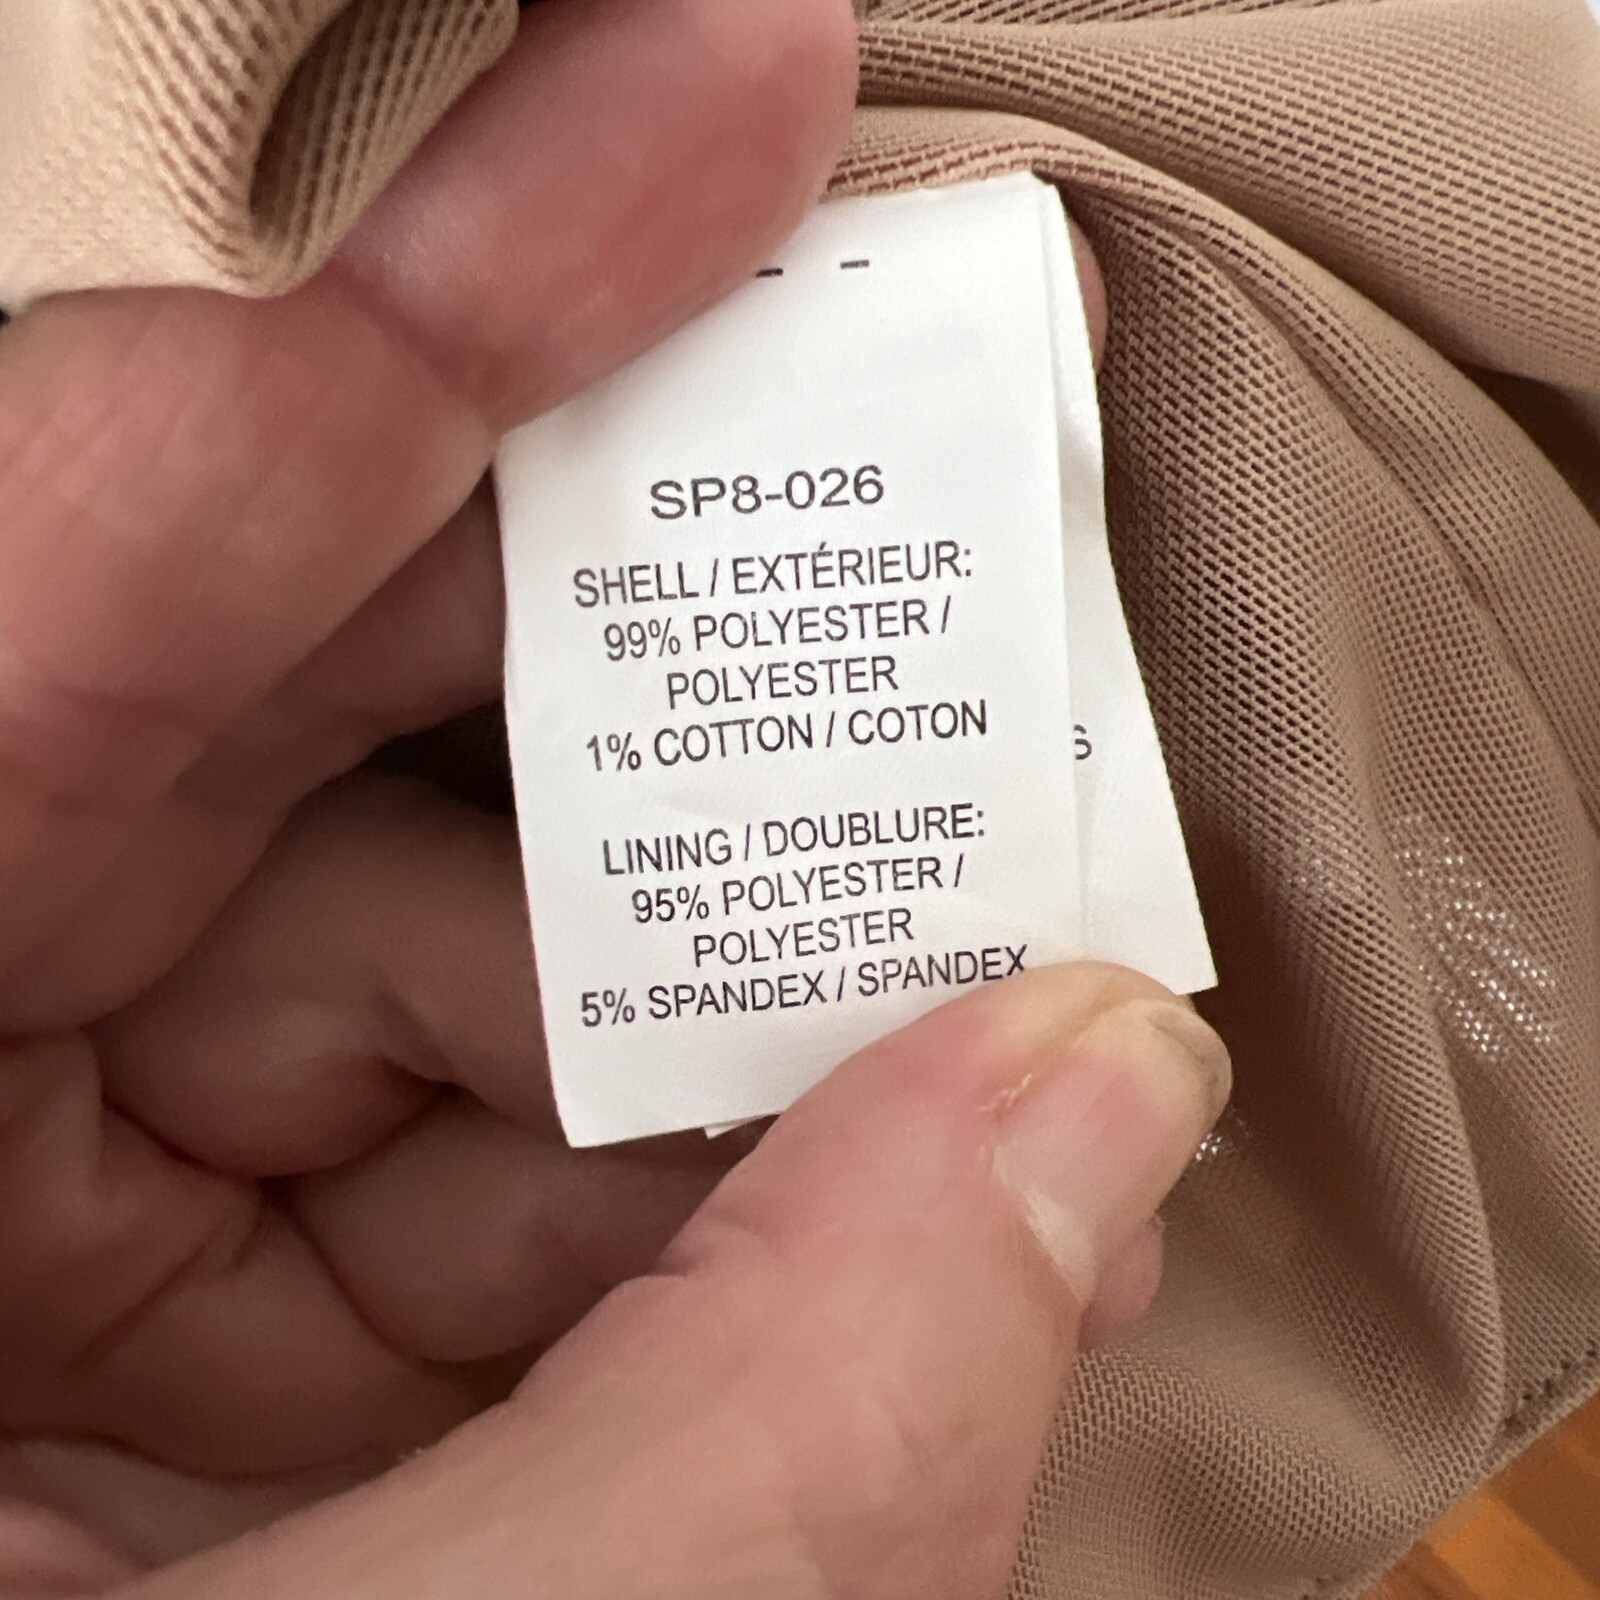 - -
SP8-026
SHELL / EXTÉRIEUR:
99% POLYESTER /
POLYESTER
1% COTTON / COTON
LINING / DOUBLURE:
95% POLYESTER /
POLYESTER
5% SPANDEX / SPANDEX
S